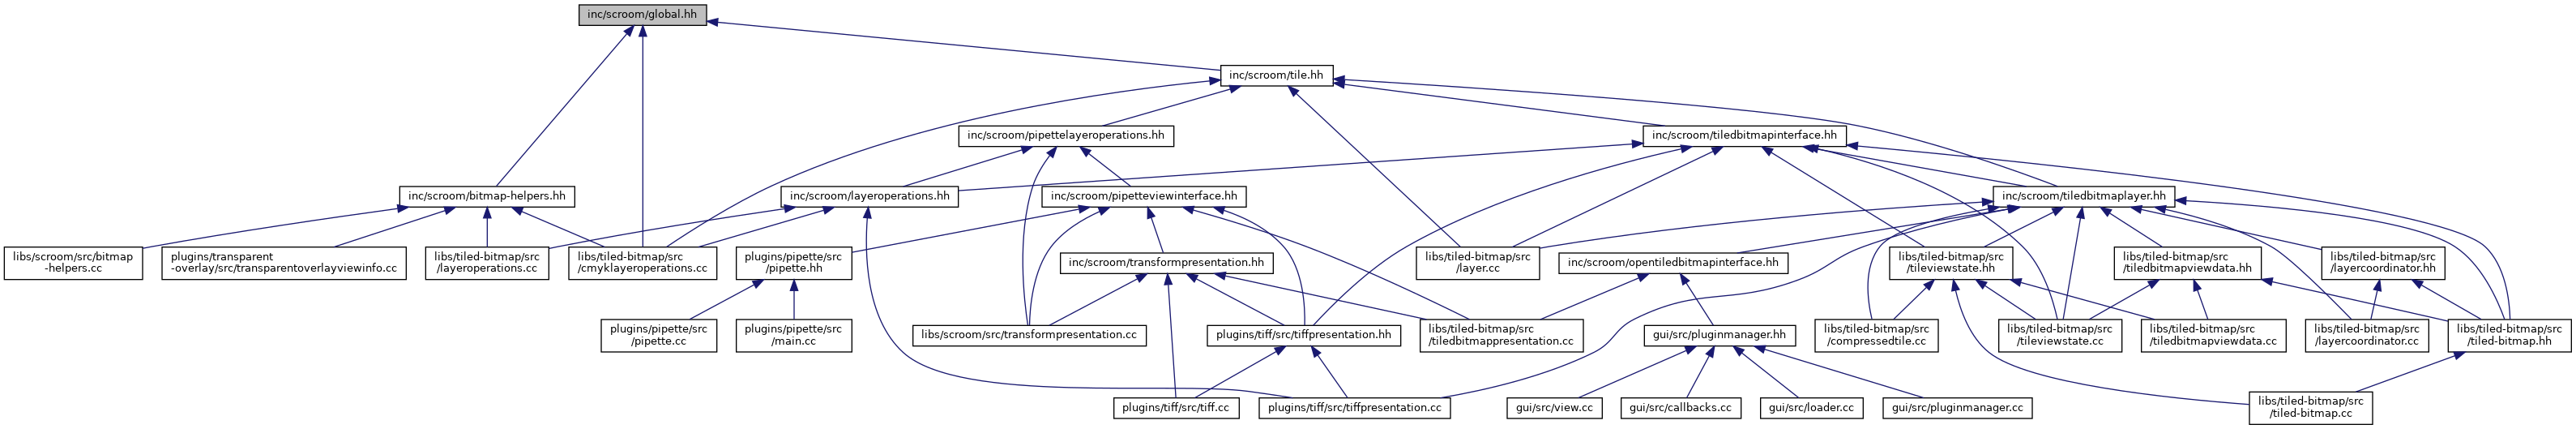 inc/scroom/global.hh
inc/scroom/tile.hh
inc/scroom/pipettelayeroperations.hh
inc/scroom/tiledbitmapinterface.hh
inc/scroom/bitmap-helpers.hh
inc/scroom/layeroperations.hh
inc/scroom/pipetteviewinterface.hh
inc/scroom/tiledbitmaplayer.hh
libs/scroom/src/bitmap
-helpers.cc
plugins/transparent
-overlay/src/transparentoverlayviewinfo.cc
libs/tiled-bitmap/src
/layeroperations.cc
libs/tiled-bitmap/src
/cmyklayeroperations.cc
plugins/pipette/src
/pipette.hh
inc/scroom/transformpresentation.hh
libs/tiled-bitmap/src
/layer.cc
inc/scroom/opentiledbitmapinterface.hh
libs/tiled-bitmap/src
/tileviewstate.hh
libs/tiled-bitmap/src
/tiledbitmapviewdata.hh
libs/tiled-bitmap/src
/layercoordinator.hh
plugins/pipette/src
/pipette.cc
plugins/pipette/src
/main.cc
libs/scroom/src/transformpresentation.cc
plugins/tiff/src/tiffpresentation.hh
libs/tiled-bitmap/src
/tiledbitmappresentation.cc
gui/src/pluginmanager.hh
libs/tiled-bitmap/src
/compressedtile.cc
libs/tiled-bitmap/src
/tileviewstate.cc
libs/tiled-bitmap/src
/tiledbitmapviewdata.cc
libs/tiled-bitmap/src
/layercoordinator.cc
libs/tiled-bitmap/src
/tiled-bitmap.hh
plugins/tiff/src/tiff.cc
plugins/tiff/src/tiffpresentation.cc
gui/src/view.cc
gui/src/callbacks.cc
gui/src/loader.cc
gui/src/pluginmanager.cc
libs/tiled-bitmap/src
/tiled-bitmap.cc